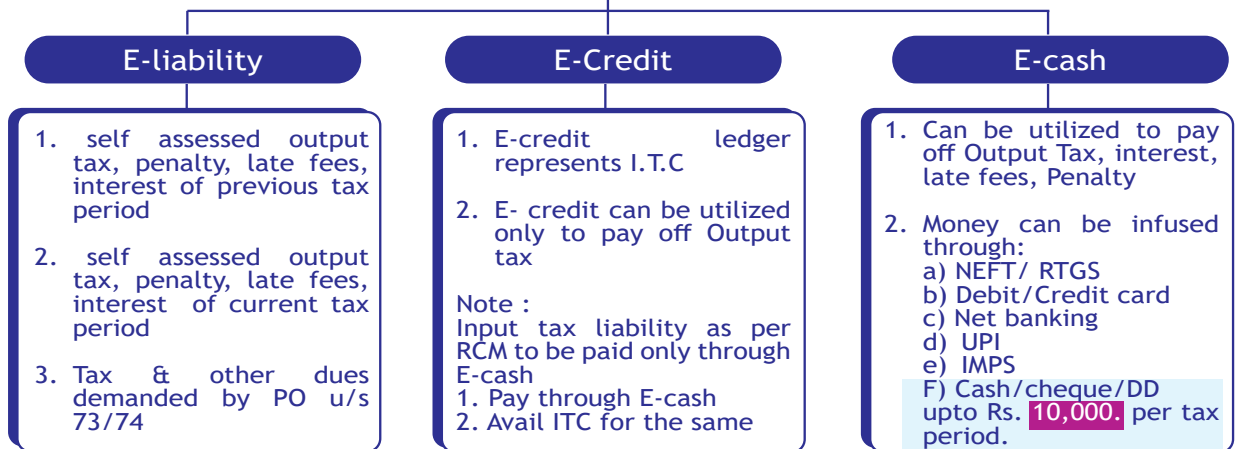 E-liability
1. self assessed output
tax, penalty, late fees,
interest of previous tax
period
2. self assessed output
tax, penalty, late fees,
interest of current tax
period
3. Tax & other dues
demanded by PO u/s
73/74
E-Credit
1. E-credit ledger
represents I.T.C
2. E- credit can be utilized
only to pay off Output
tax
Note :
Input tax liability as per
RCM to be paid only through
E-cash
1. Pay through E-cash
2. Avail ITC for the same
E-cash
1. Can be utilized to pay
off Output Tax, interest,
late fees, Penalty
2. Money can be infused
through:
a) NEFT/ RTGS
b) Debit/Credit card
c) Net banking
d) UPI
e) IMPS
F) Cash/cheque/DD
upto Rs. 10,000. per tax
period.